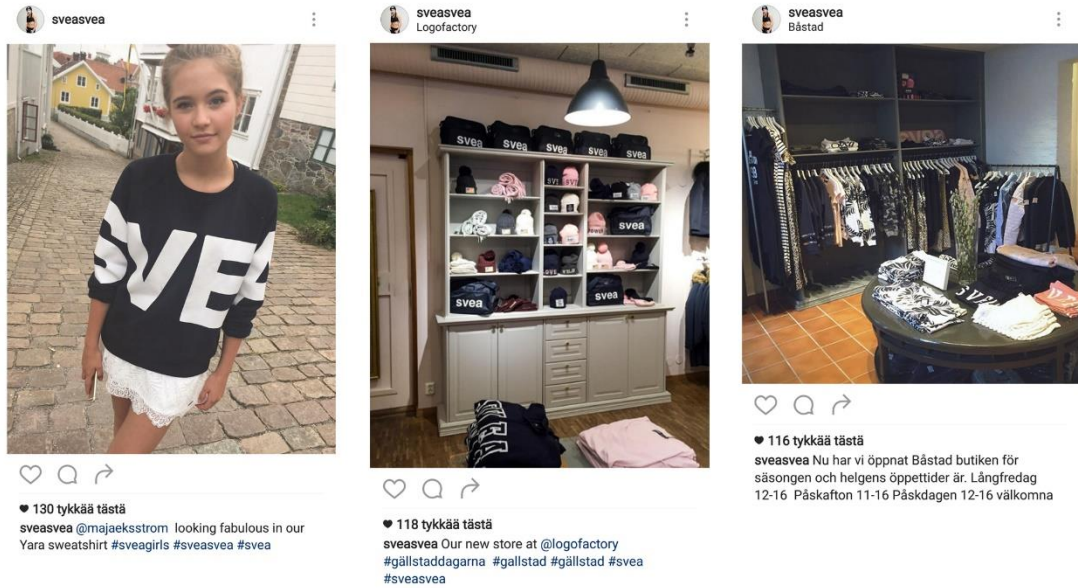 sveasvea
SVEA
130 tykkää tästä
sveasvea @majaeksstrom looking fabulous in our
Yara sweatshirt #sveagirls #sveasvea #svea
sveasvea
Logofactory
svea svea svea svea svea
svea
svea
svea
SVEA
118 tykkää tästä
sveasvea Our new store at @logofactory
#gällstaddagarna #gallstad #gällstad #svea
#sveasvea
sveasvea
Båstad
SVEA
116 tykkää tästä
sveasvea Nu har vi öppnat Båstad butiken för
säsongen och helgens öppettider är. Långfredag
12-16 Påskafton 11-16 Påskdagen 12-16 välkomna